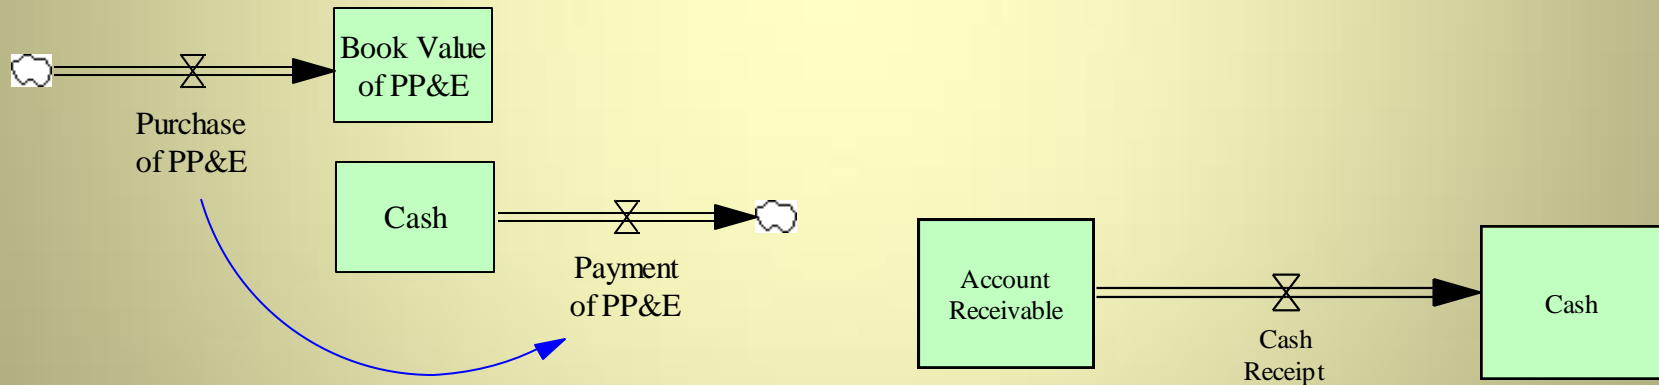 Book Value
of PP&E
Purchase
of PP&E
Cash
Payment
of PP&E
Account
Receivable
Cash
Receipt
Cash